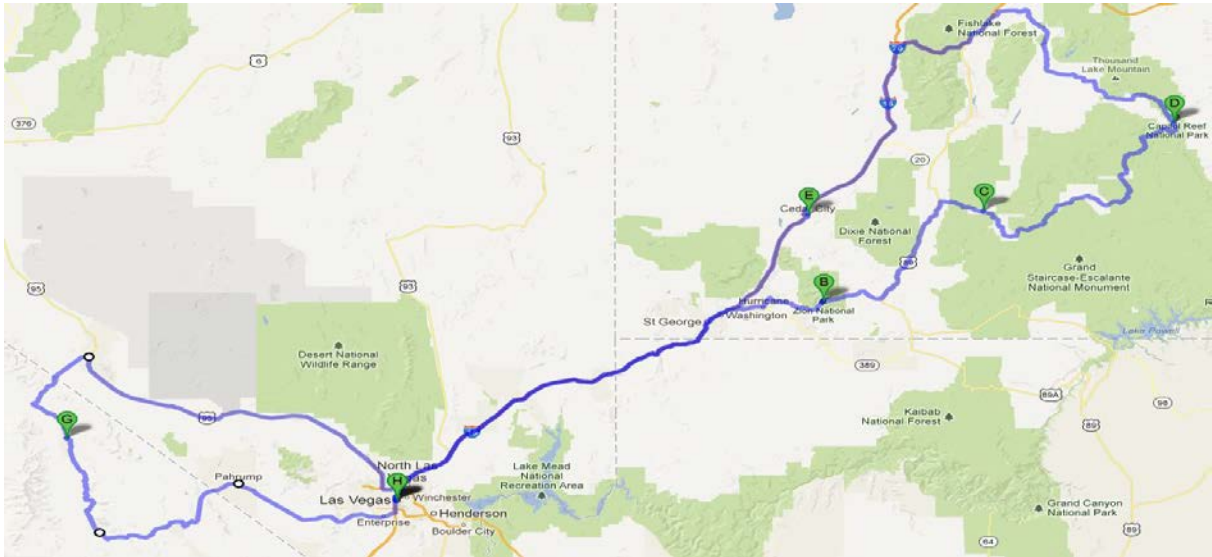 Fishlake
National Forest
6
15
Thousand
Lake Mountain
15
D
376
93
Capitol Reef
National Park
20
E
C
Cedar City
Dixie National
Forest
89
Grand
Staircase-Escalante
National Monument
95
93
B
Hurricane
Zion National
Park
St George
Washington
Lake Powell
Desert National
Wildlife Range
389
89A
98
G
95
Kaibab
National Forest
89
15
North Las
Vegas
Lake Mead
National
Recreation Area
Pahrump
H
Las Vegas
Winchester
Henderson
Enterprise
Boulder City
Grand Canyon
National Park
64
89